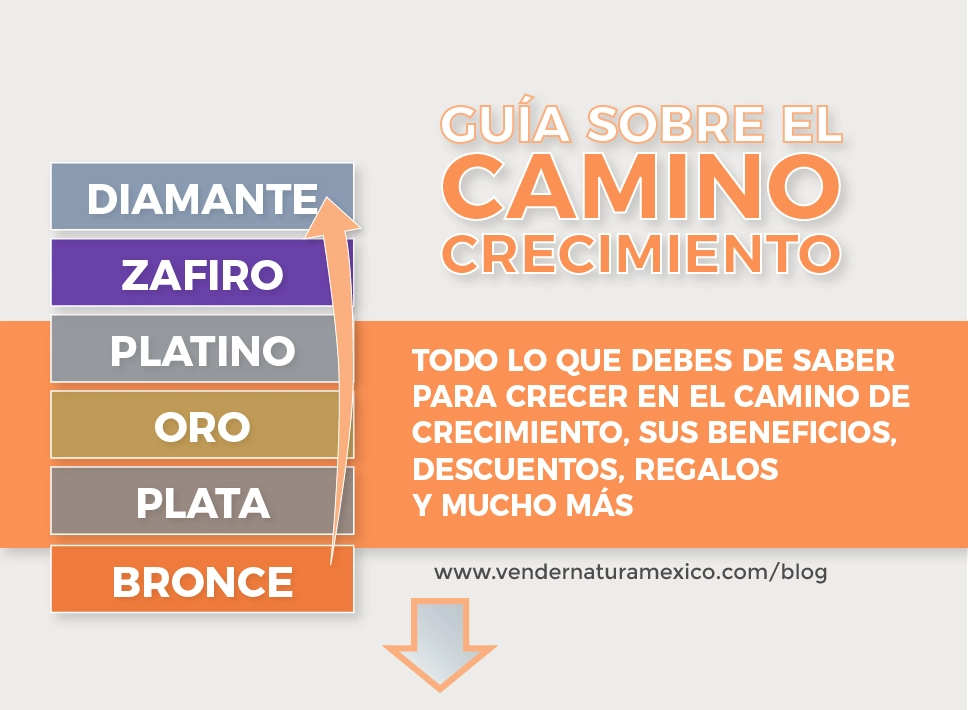 GUÍA SOBRE EL
CAMINO
CRECIMIENTO
DIAMANTE
ZAFIRO
PLATINO
ORO
PLATA
BRONCE
TODO LO QUE DEBES DE SABER
PARA CRECER EN EL CAMINO DE
CRECIMIENTO, SUS BENEFICIOS,
DESCUENTOS, REGALOS
Y MUCHO MÁS
www.vendernaturamexico.com/blog